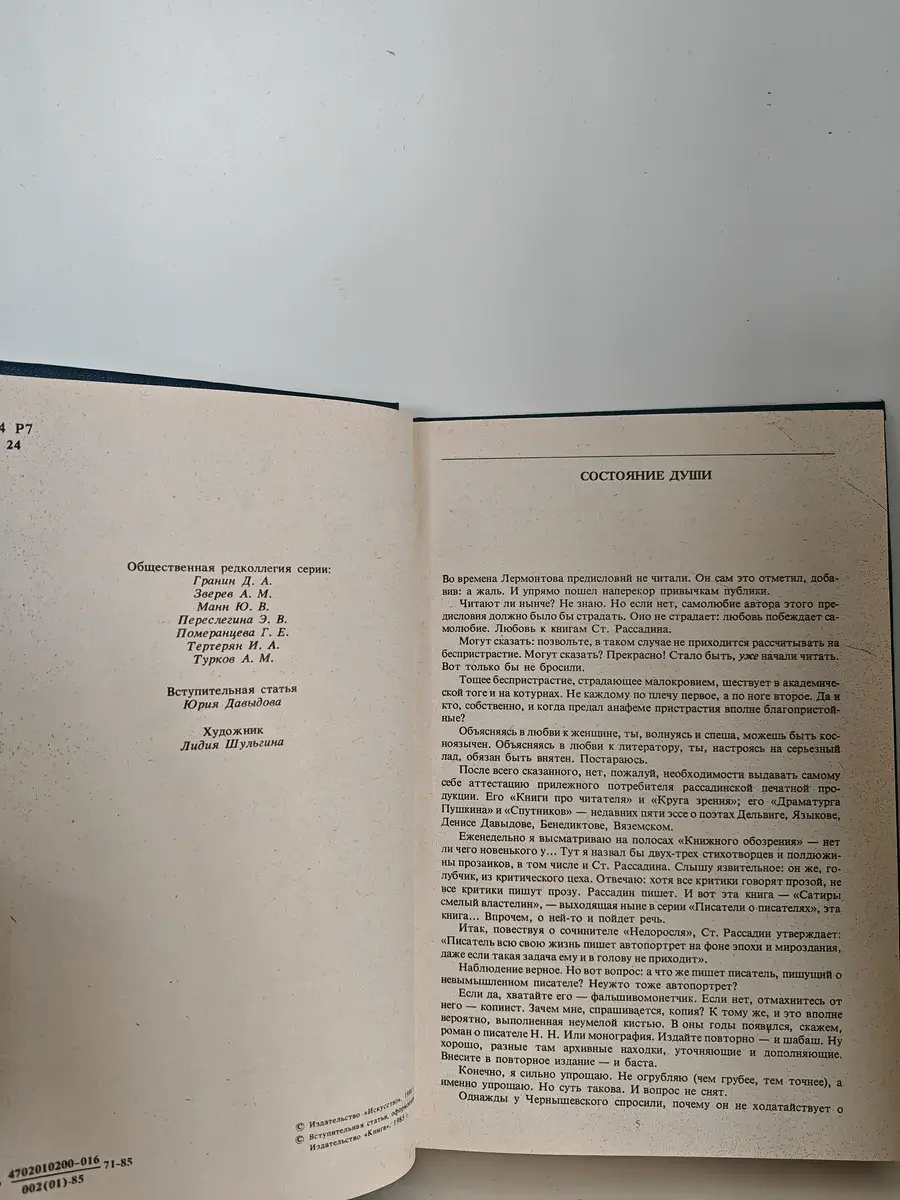 4 Р7
24
Общественная редколлегия серии:
Гранин Д. А.
Зверев А. М.
Манн Ю. В.
Переслегина Э. В.
Померанцева Г. Е.
Тертерян И. А.
Турков А. М.
Вступительная статья
Юрия Давыдова
Художник
Лидия Шульгина
© Издательство «Искусство»,
© Вступительная статья,
Издательство «Книга», 1985 г.
4702010200–016
002(01)-85
71-85
СОСТОЯНИЕ ДУШИ
Во времена Лермонтова предисловий не читали. Он сам это отметил, доба-
вив: а жаль. И упрямо пошел наперекор привычкам публики.
Читают ли нынче? Не знаю. Но если нет, самолюбие автора этого пре-
дисловия должно было бы страдать. Оно не страдает: любовь побеждает са-
молюбие. Любовь к книгам Ст. Рассадина.
Могут сказать: позвольте, в таком случае не приходится рассчитывать на
беспристрастие. Могут сказать? Прекрасно! Стало быть, уже начали читать.
Вот только бы не бросили.
Тощее беспристрастие, страдающее малокровием, шествует в академиче-
ской тоге и на котурнах. Не каждому по плечу первое, а по ноге второе. Да и
кто, собственно, и когда предал анафеме пристрастия вполне благопристой-
ные?
Объясняясь в любви к женщине, ты, волнуясь и спеша, можешь быть кос-
ноязычен. Объясняясь в любви к литератору, ты, настроясь на серьезный
лад, обязан быть внятен. Постараюсь.
После всего сказанного, нет, пожалуй, необходимости выдавать самому
себе аттестацию прилежного потребителя рассадинской печатной про-
дукции. Его «Книги про читателя» и «Круга зрения»; его «Драматурга
Пушкина» и «Спутников» — недавних пяти эссе о поэтах Дельвиге, Языкове,
Денисе Давыдове, Бенедиктове, Вяземском.
Еженедельно я высматриваю на полосах «Книжного обозрения» — нет
ли чего новенького у... Тут я назвал бы двух-трех стихотворцев и полдюжи-
ны прозаиков, в том числе и Ст. Рассадина. Слышу язвительное: он же, го-
лубчик, из критического цеха. Отвечаю: хотя все критики говорят прозой, не
все критики пишут прозу. Рассадин пишет. И вот эта книга — «Сатиры
смелый властелин», — выходящая ныне в серии «Писатели о писателях», эта
книга... Впрочем, о ней-то и пойдет речь.
Итак, повествуя о сочинителе «Недоросля», Ст. Рассадин утверждает:
«Писатель всю свою жизнь пишет автопортрет на фоне эпохи и мироздания,
даже если такая задача ему и в голову не приходит».
Наблюдение верное. Но вот вопрос: а что же пишет писатель, пишущий о
невымышленном писателе? Неужто тоже автопортрет?
Если да, хватайте его — фальшивомонетчик. Если нет, отмахнитесь от
него — копиист. Зачем мне, спрашивается, копия? К тому же, и это вполне
вероятно, выполненная неумелой кистью. В оны годы появился, скажем,
роман о писателе Н. Н. Или монография. Издайте повторно — и шабаш. Ну
хорошо, разные там архивные находки, уточняющие и дополняющие.
Внесите в повторное издание — и баста.
Конечно, я сильно упрощаю. Не огрубляю (чем грубее, тем точнее), а
именно упрощаю. Но суть такова. И вопрос не снят.
Однажды у Чернышевского спросили, почему он не ходатайствует о
5